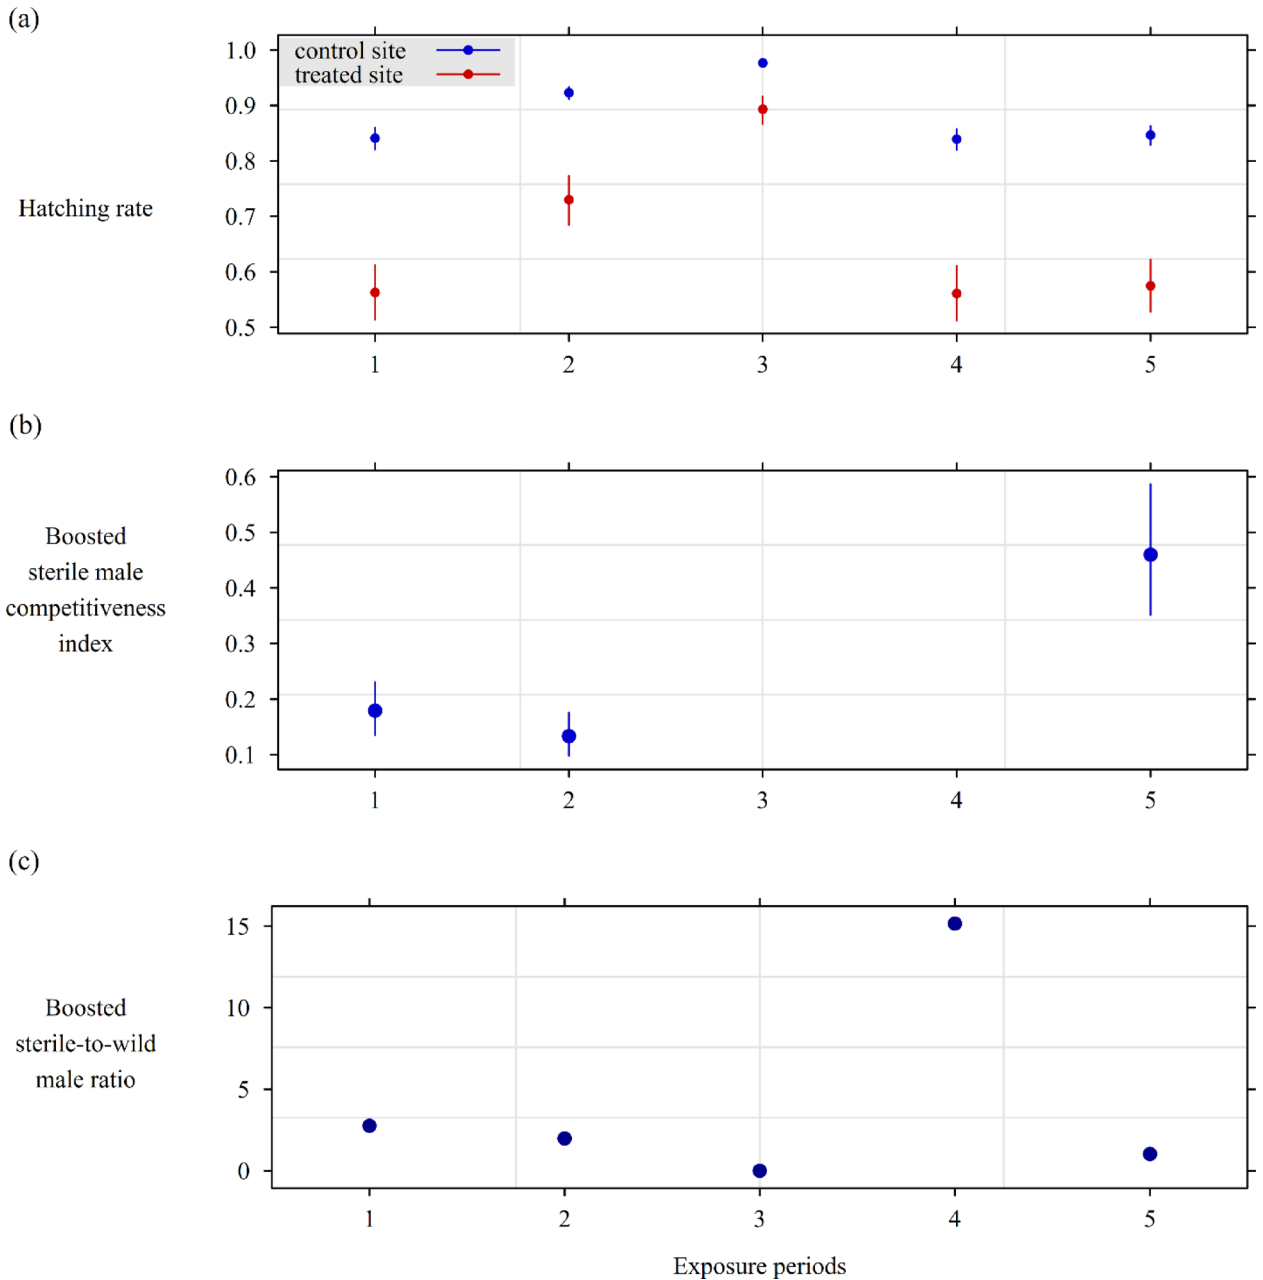 (a)
control site
treated site
1.0
0.9
0.8
0.7
0.6
0.5
Hatching rate
1 2 3 4 5
(b)
0.6
0.5
0.4
0.3
0.2
0.1
Boosted
sterile male
competitiveness
index
1 2 3 4 5
(c)
15
10
5
0
Boosted
sterile-to-wild
male ratio
1 2 3 4 5
Exposure periods